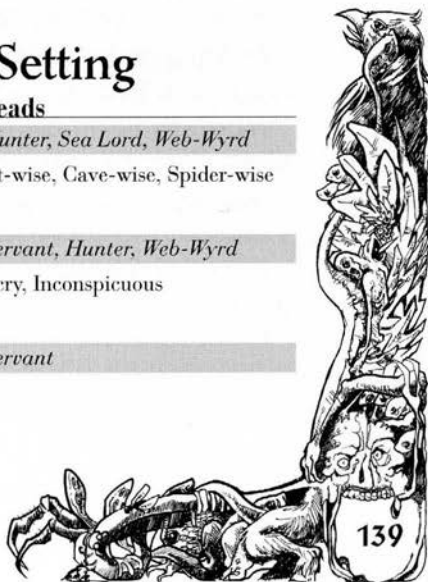 Setting
eads
unter, Sea Lord, Web-Wyrd
t-wise, Cave-wise, Spider-wise
ervant, Hunter, Web-Wyrd
cry, Inconspicuous
ervant
139